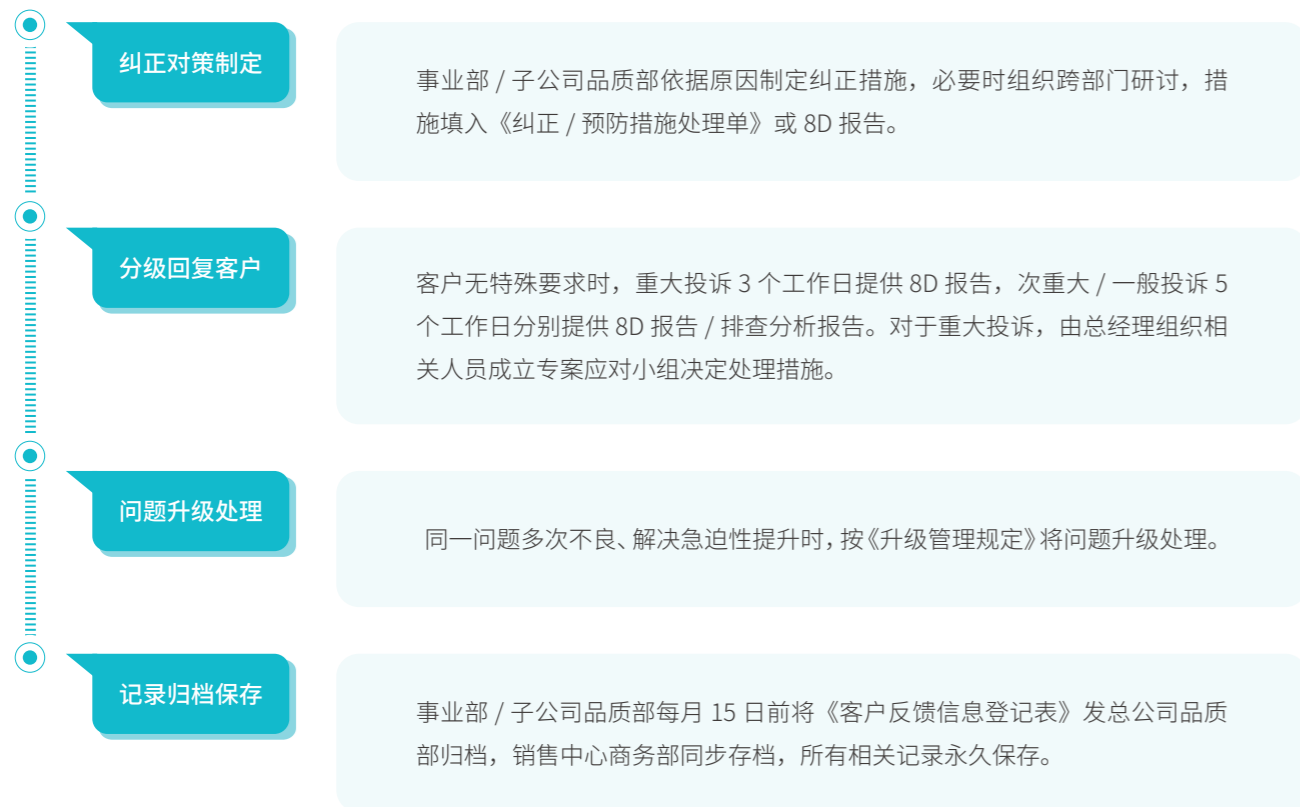 纠正对策制定
事业部 / 子公司品质部依据原因制定纠正措施，必要时组织跨部门研讨，措
施填入《纠正 / 预防措施处理单》或 8D 报告。
分级回复客户
客户无特殊要求时，重大投诉 3 个工作日提供 8D 报告，次重大 / 一般投诉 5
个工作日分别提供 8D 报告 / 排查分析报告。对于重大投诉，由总经理组织相
关人员成立专案应对小组决定处理措施。
问题升级处理
同一问题多次不良、解决急迫性提升时，按《升级管理规定》将问题升级处理。
记录归档保存
事业部 / 子公司品质部每月 15 日前将《客户反馈信息登记表》发总公司品质
部归档，销售中心商务部同步存档，所有相关记录永久保存。